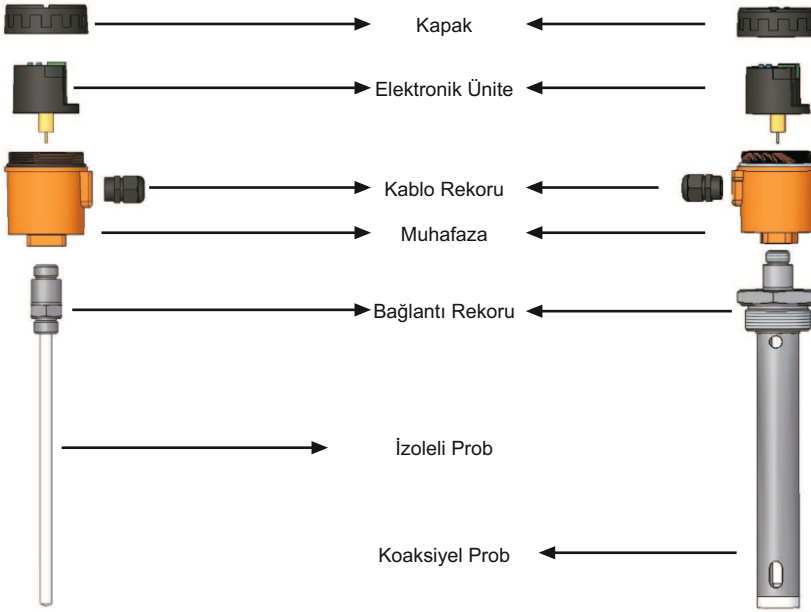 Kapak
Elektronik Ünite
Kablo Rekoru
Muhafaza
Bağlantı Rekoru
İzoleli Prob
Koaksiyel Prob